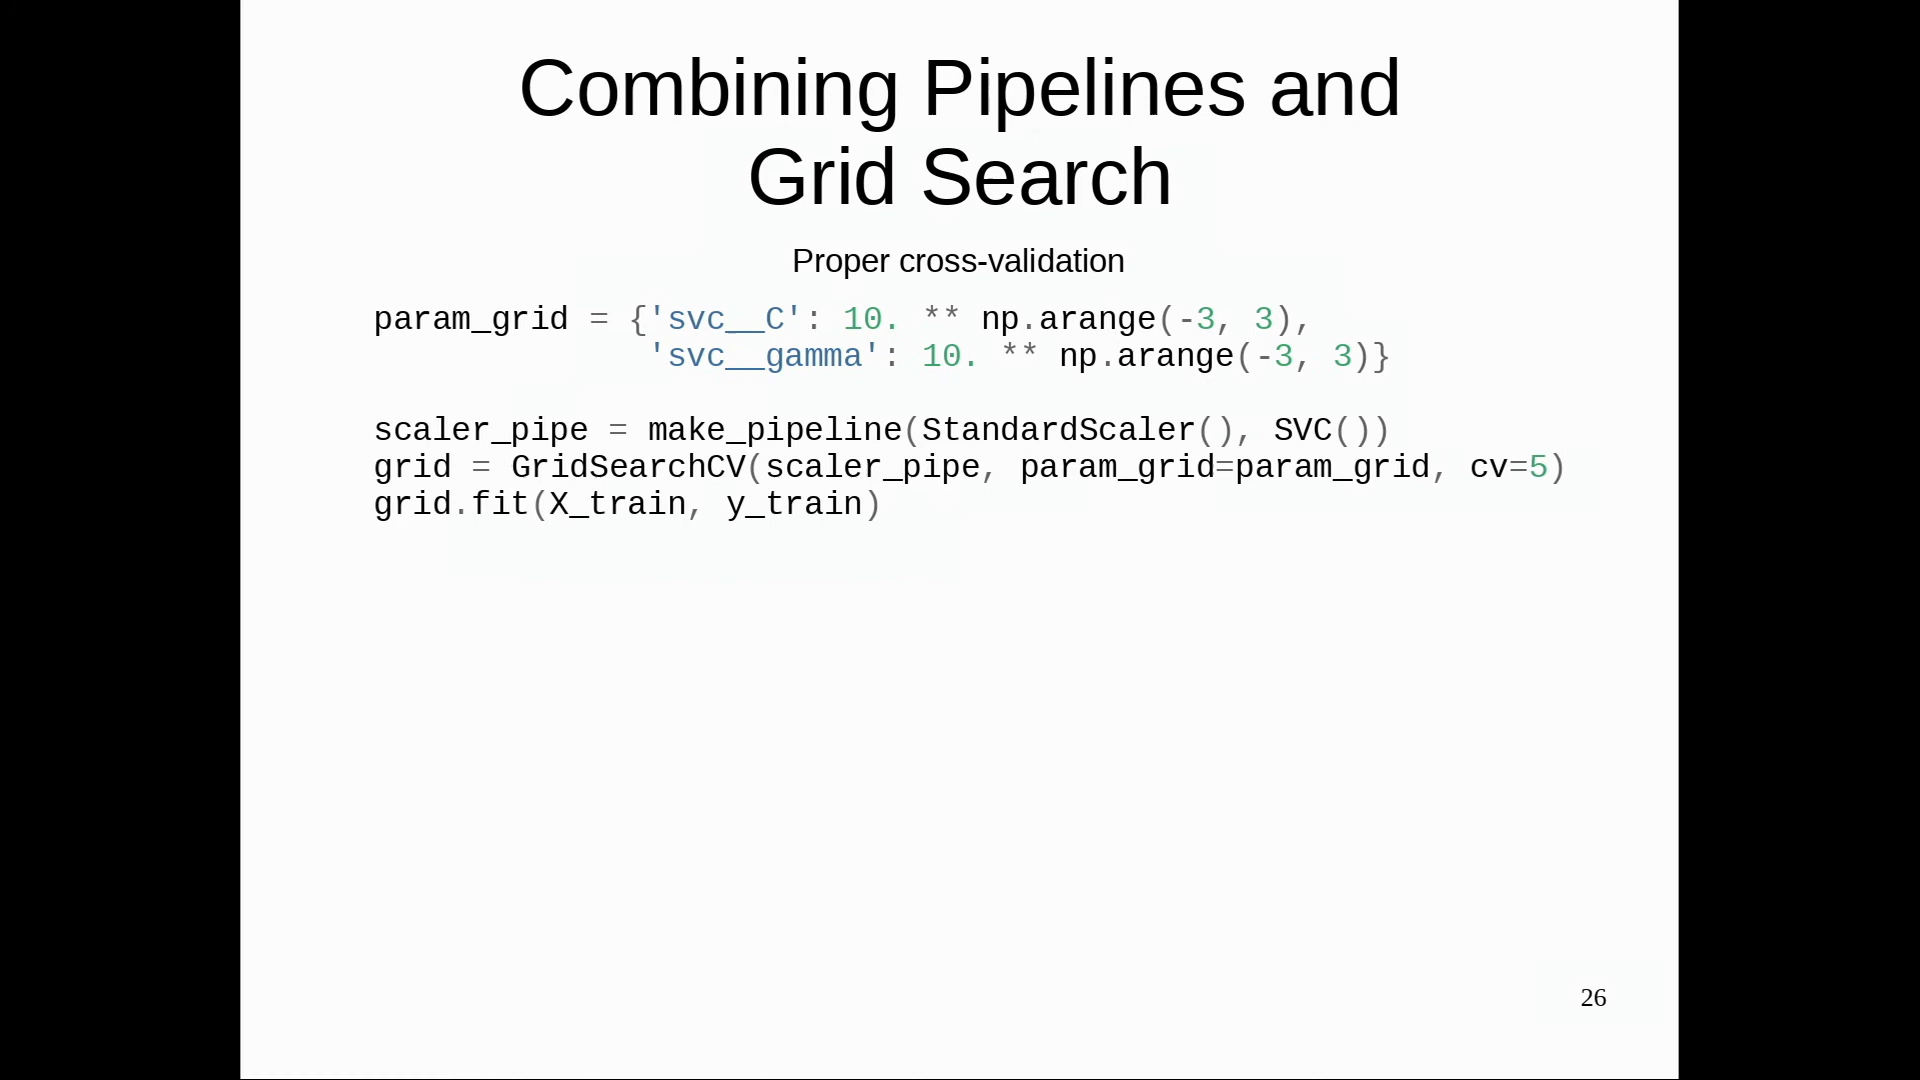 Combining Pipelines and
Grid Search
Proper cross-validation
param_grid = {'svc__C': 10. ** np.arange(-3, 3),
              'svc__gamma': 10. ** np.arange(-3, 3)}
scaler_pipe = make_pipeline(StandardScaler(), SVC())
grid = GridSearchCV(scaler_pipe, param_grid=param_grid, cv=5)
grid.fit(X_train, y_train)
26